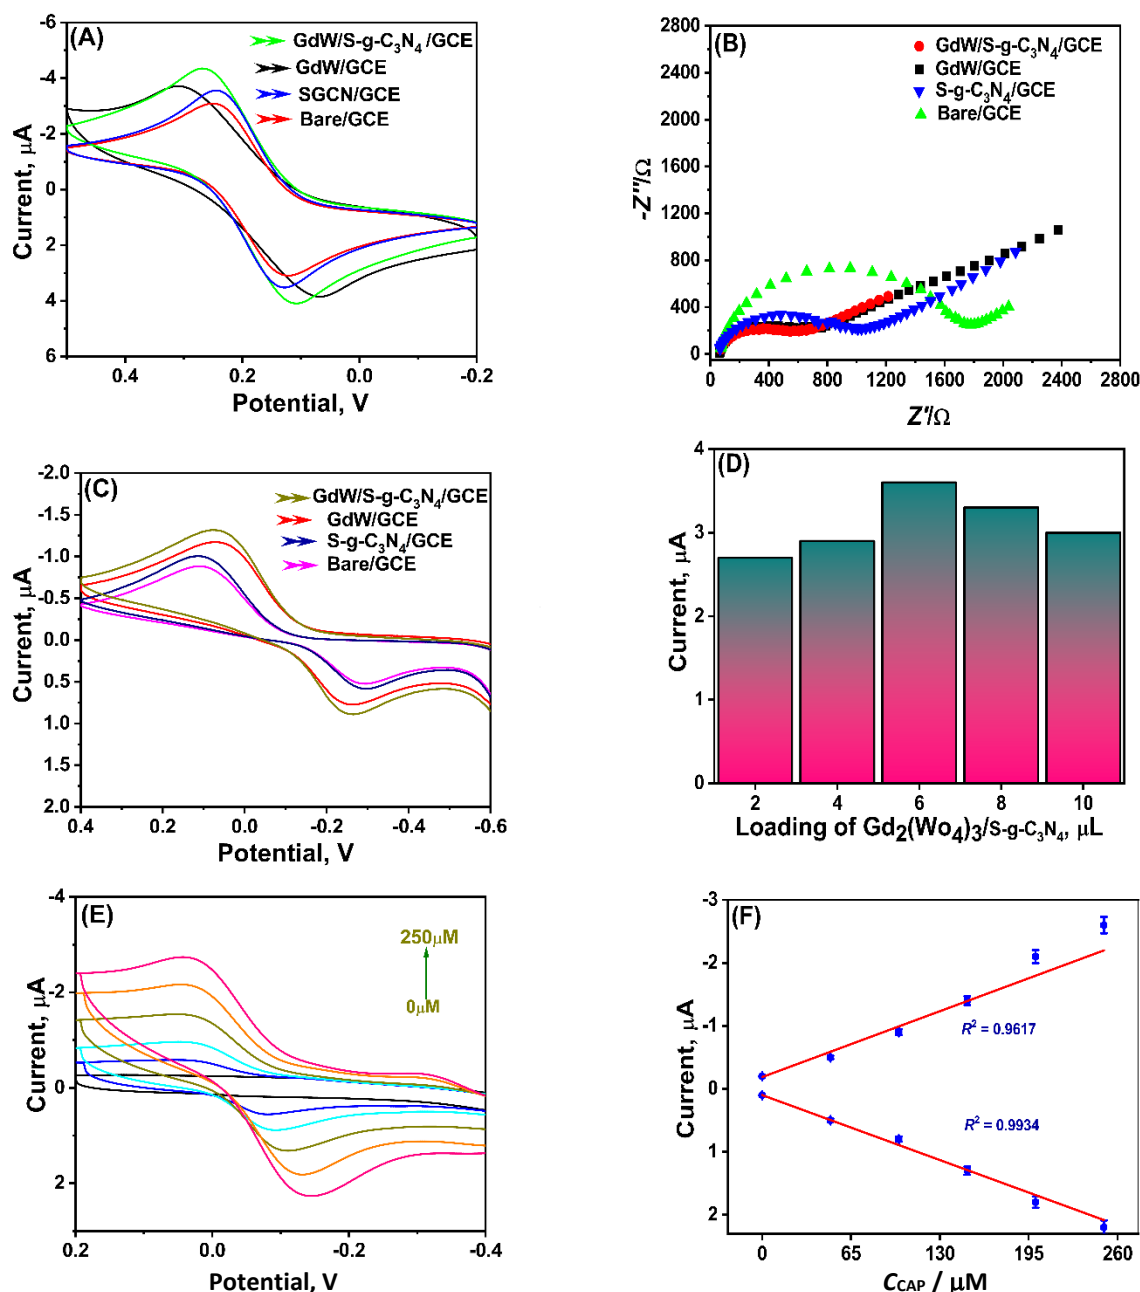 (A)
GdW/S-g-C₃N₄ /GCE
GdW/GCE
SGCN/GCE
Bare/GCE
-6
-4
-2
0
2
4
6
0.4
0.2
0.0
-0.2
Current, μA
Potential, V
(B)
GdW/S-g-C₃N₄/GCE
GdW/GCE
S-g-C₃N₄/GCE
Bare/GCE
2800
2400
2000
1600
1200
800
400
0
0
400
800
1200
1600
2000
2400
2800
-Z''/Ω
Z'/Ω
(C)
GdW/S-g-C₃N₄/GCE
GdW/GCE
S-g-C₃N₄/GCE
Bare/GCE
-2.0
-1.5
-1.0
-0.5
0.0
0.5
1.0
1.5
2.0
0.4
0.2
0.0
-0.2
-0.4
-0.6
Current, μA
Potential, V
(D)
4
3
2
1
0
2
4
6
8
10
Current, μA
Loading of Gd₂(Wo₄)₃/S-g-C₃N₄, μL
(E)
250μM
0μM
-4
-2
0
2
0.2
0.0
-0.2
-0.4
Current, μA
Potential, V
(F)
R² = 0.9617
R² = 0.9934
-3
-2
-1
0
1
2
0
65
130
195
260
Current, μA
C_CAP / μM